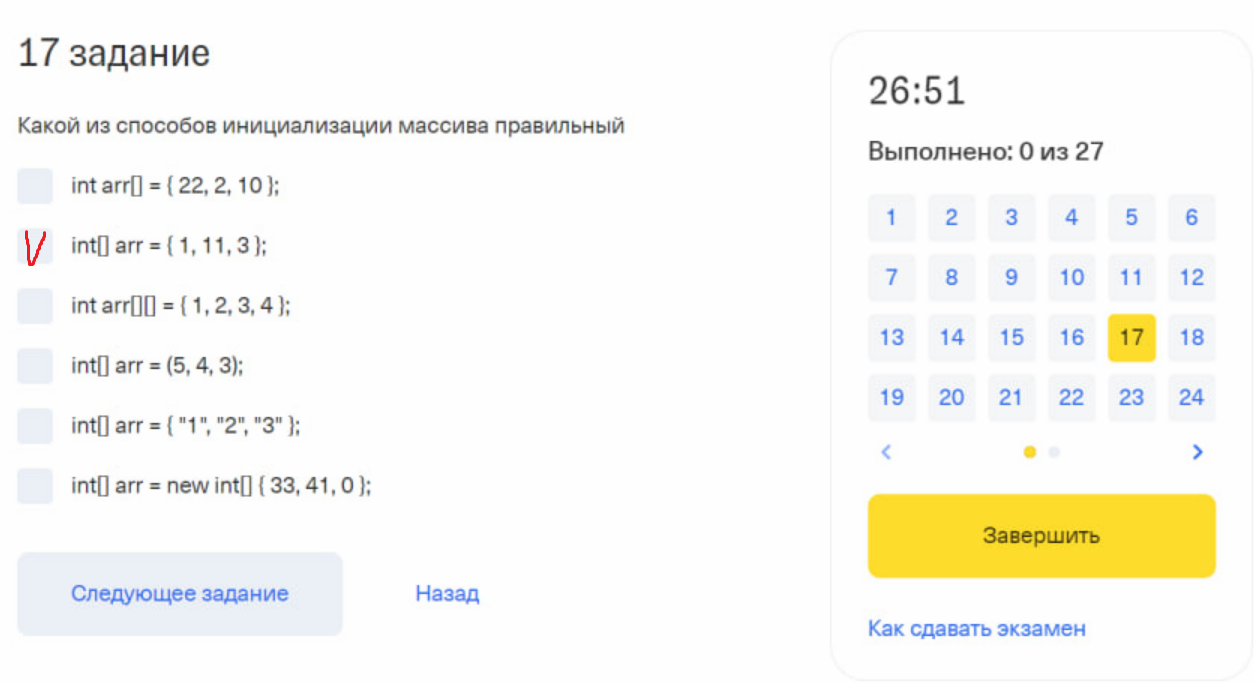 17 задание
Какой из способов инициализации массива правильный
int arr[] = { 22, 2, 10 };
int[] arr = { 1, 11, 3 };
int arr[][] = { 1, 2, 3, 4 };
int[] arr = (5, 4, 3);
int[] arr = { "1", "2", "3" };
int[] arr = new int[] { 33, 41, 0 };
Следующее задание
Назад
26:51
Выполнено: 0 из 27
1 2 3 4 5 6
7 8 9 10 11 12
13 14 15 16 17 18
19 20 21 22 23 24
Завершить
Как сдавать экзамен